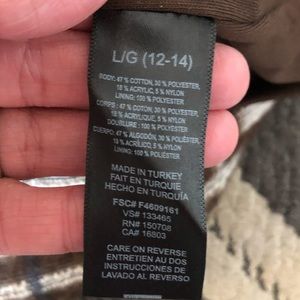 L/G (12-14)
BODY: 47 % COTTON, 30 % POLYESTER,
18 % ACRYLIC, 5 % NYLON
LINING: 100 % POLYESTER
CORPS : 47 % COTON, 30 % POLYESTER,
18 % ACRYLIQUE, 5 % NYLON
DOUBLURE : 100 % POLYESTER
CUERPO: 47 % ALGODÓN, 30 % POLIÉSTER,
18 % ACRÍLICO, 5 % NYLON
LINING: 100 % POLIÉSTER
MADE IN TURKEY
FAIT EN TURQUIE
HECHO EN TURQUÍA
FSC# F4609161
VS# 133465
RN# 150708
CA# 16803
CARE ON REVERSE
ENTRETIEN AU DOS
INSTRUCCIONES DE
LAVADO AL REVERSO